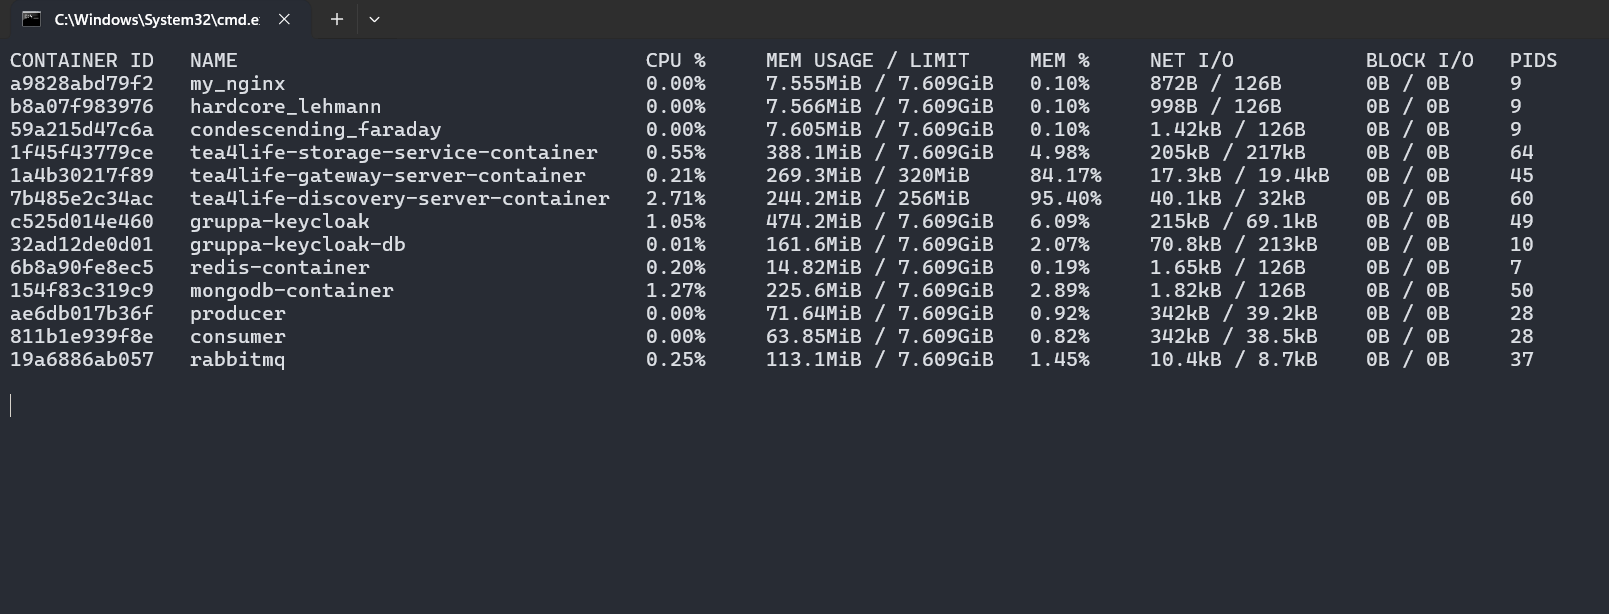 C:\Windows\System32\cmd.e
CONTAINER ID NAME CPU % MEM USAGE / LIMIT MEM % NET I/O BLOCK I/O PIDS
a9828abd79f2 my_nginx 0.00% 7.555MiB / 7.609GiB 0.10% 872B / 126B 0B / 0B 9
b8a07f983976 hardcore_lehmann 0.00% 7.566MiB / 7.609GiB 0.10% 998B / 126B 0B / 0B 9
59a215d47c6a condescending_faraday 0.00% 7.605MiB / 7.609GiB 0.10% 1.42kB / 126B 0B / 0B 9
1f45f43779ce tea4life-storage-service-container 0.55% 388.1MiB / 7.609GiB 4.98% 205kB / 217kB 0B / 0B 64
1a4b30217f89 tea4life-gateway-server-container 0.21% 269.3MiB / 320MiB 84.17% 17.3kB / 19.4kB 0B / 0B 45
7b485e2c34ac tea4life-discovery-server-container 2.71% 244.2MiB / 256MiB 95.40% 40.1kB / 32kB 0B / 0B 60
c525d014e460 gruppa-keycloak 1.05% 474.2MiB / 7.609GiB 6.09% 215kB / 69.1kB 0B / 0B 49
32ad12de0d01 gruppa-keycloak-db 0.01% 161.6MiB / 7.609GiB 2.07% 70.8kB / 213kB 0B / 0B 10
6b8a90fe8ec5 redis-container 0.20% 14.82MiB / 7.609GiB 0.19% 1.65kB / 126B 0B / 0B 7
154f83c319c9 mongodb-container 1.27% 225.6MiB / 7.609GiB 2.89% 1.82kB / 126B 0B / 0B 50
ae6db017b36f producer 0.00% 71.64MiB / 7.609GiB 0.92% 342kB / 39.2kB 0B / 0B 28
811b1e939f8e consumer 0.00% 63.85MiB / 7.609GiB 0.82% 342kB / 38.5kB 0B / 0B 28
19a6886ab057 rabbitmq 0.25% 113.1MiB / 7.609GiB 1.45% 10.4kB / 8.7kB 0B / 0B 37